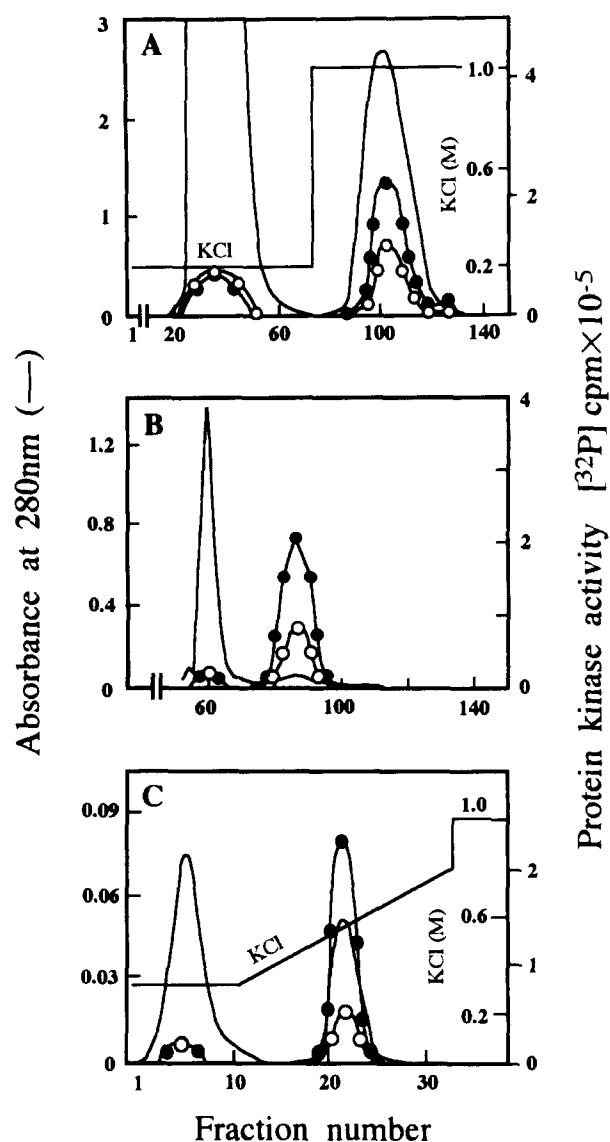 Absorbance at 280nm (—)
Protein kinase activity [³²P] cpm×10⁻⁵
A
3
2
1
0
KCl
1.0
0.6
0.2
KCl (M)
4
2
0
1 20 60 100 140
B
1.2
0.8
0.4
0
4
2
0
60 100 140
C
0.09
0.06
0.03
0
KCl
1.0
0.6
0.2
KCl (M)
2
1
0
1 10 20 30
Fraction number